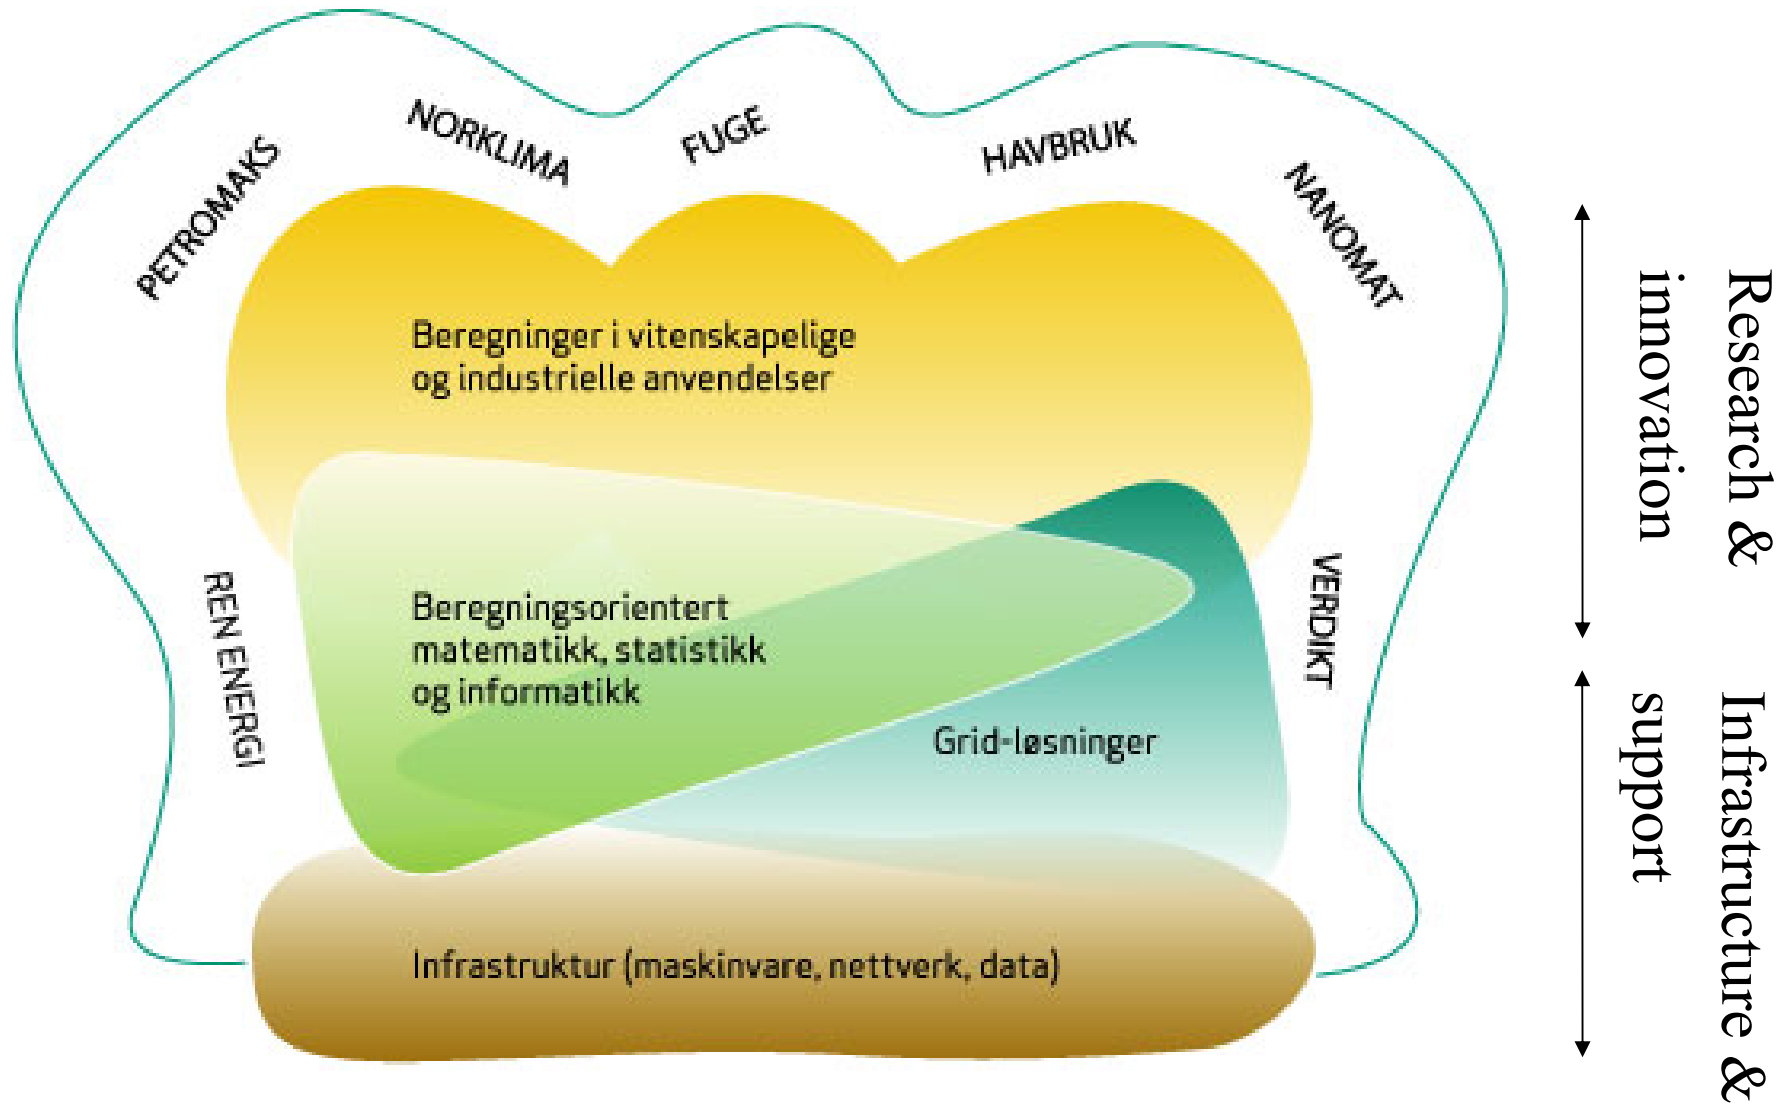 PETROMAKS
NORKLIMA
FUGE
HAVBRUK
NANOMAT
Beregninger i vitenskapelige
og industrielle anvendelser
Research &
innovation
REN ENERGI
Beregningsorientert
matematikk, statistikk
og informatikk
VERDIKT
Grid-løsninger
Infrastructure &
support
Infrastruktur (maskinvare, nettverk, data)